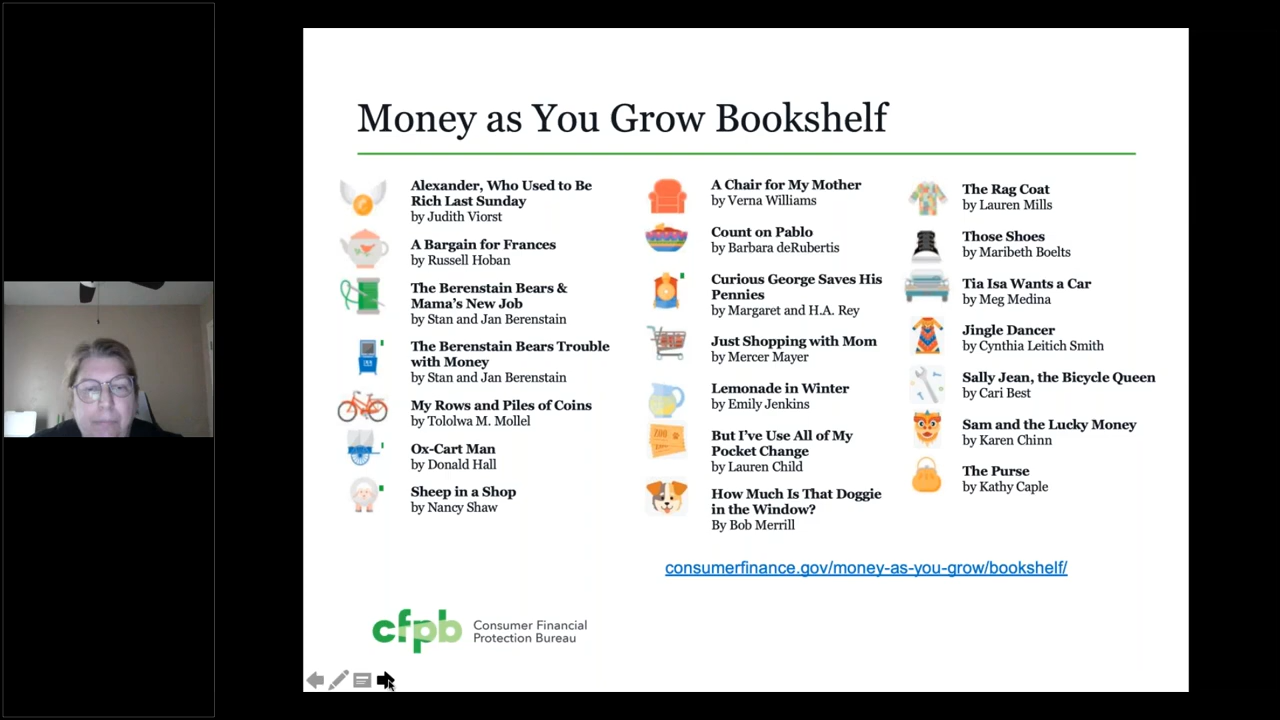 Money as You Grow Bookshelf
Alexander, Who Used to Be
Rich Last Sunday
by Judith Viorst
A Bargain for Frances
by Russell Hoban
The Berenstain Bears &
Mama's New Job
by Stan and Jan Berenstain
The Berenstain Bears Trouble
with Money
by Stan and Jan Berenstain
My Rows and Piles of Coins
by Tololwa M. Mollel
Ox-Cart Man
by Donald Hall
Sheep in a Shop
by Nancy Shaw
A Chair for My Mother
by Verna Williams
Count on Pablo
by Barbara deRubertis
Curious George Saves His
Pennies
by Margaret and H.A. Rey
Just Shopping with Mom
by Mercer Mayer
Lemonade in Winter
by Emily Jenkins
But I've Use All of My
Pocket Change
by Lauren Child
How Much Is That Doggie
in the Window?
By Bob Merrill
The Rag Coat
by Lauren Mills
Those Shoes
by Maribeth Boelts
Tia Isa Wants a Car
by Meg Medina
Jingle Dancer
by Cynthia Leitich Smith
Sally Jean, the Bicycle Queen
by Cari Best
Sam and the Lucky Money
by Karen Chinn
The Purse
by Kathy Caple
consumerfinance.gov/money-as-you-grow/bookshelf/
cfpb
Consumer Financial
Protection Bureau